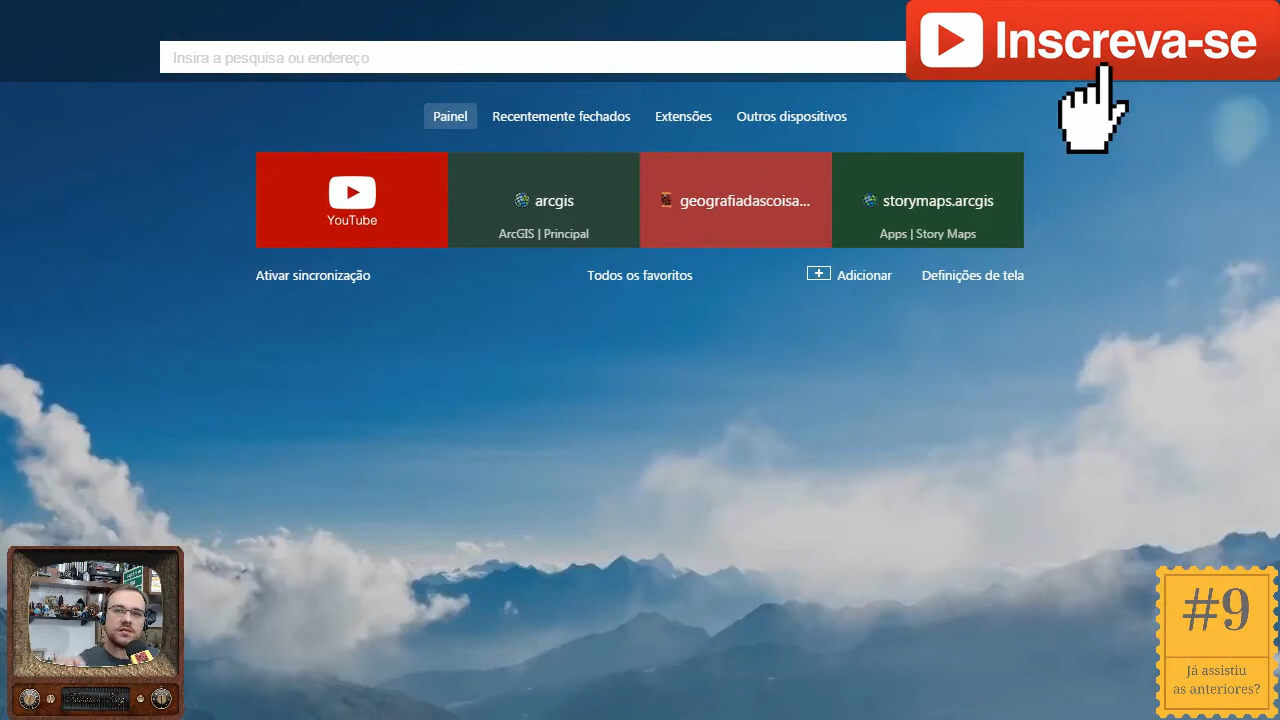 Insira a pesquisa ou endereço
Inscreva-se
Painel
Recentemente fechados
Extensões
Outros dispositivos
YouTube
arcgis
ArcGIS | Principal
geografiadascoisa...
storymaps.arcgis
Apps | Story Maps
Ativar sincronização
Todos os favoritos
Adicionar
Definições de tela
#9
Já assistiu
as anteriores?